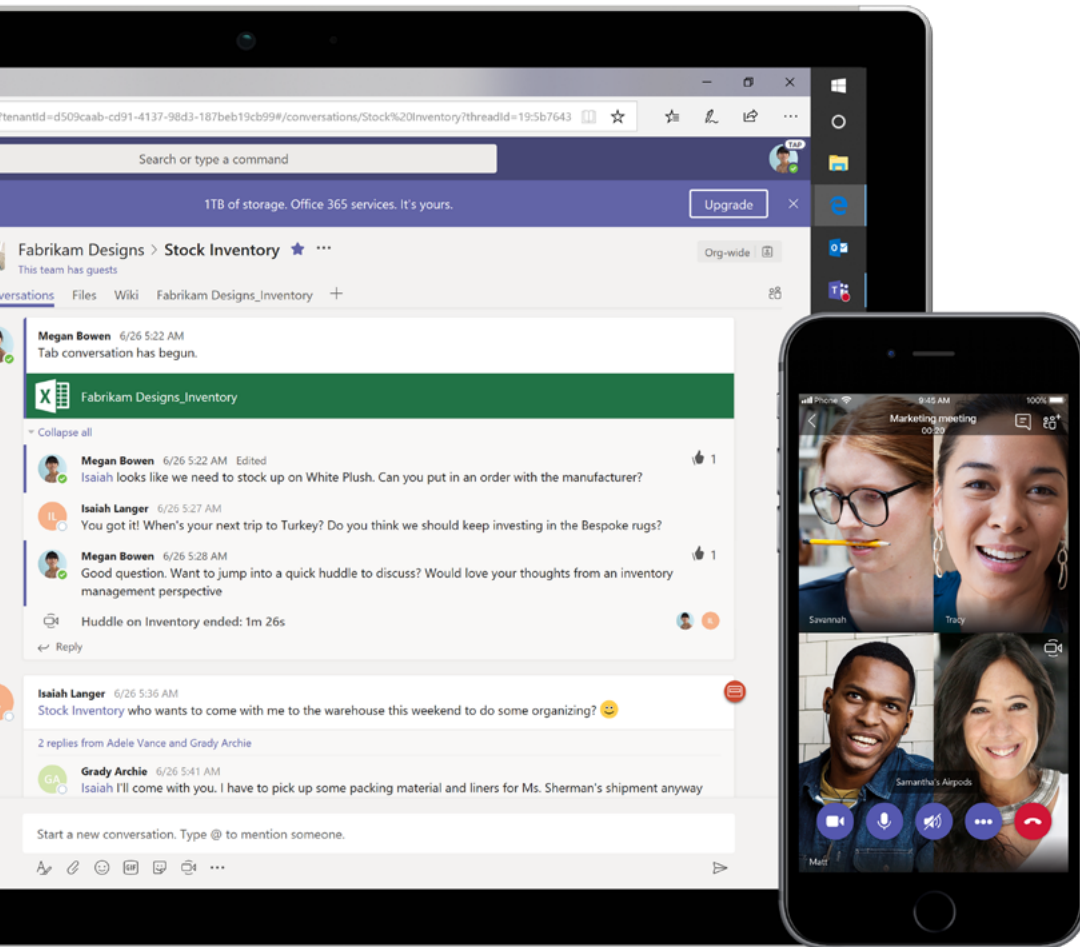 ?tenantId=d509caab-cd91-4137-98d3-187beb19cb99#/conversations/Stock%20Inventory?threadId=19:5b7643
Search or type a command
TAP
1TB of storage. Office 365 services. It's yours.
Upgrade
Fabrikam Designs > Stock Inventory
Org-wide
This team has guests
versations Files Wiki Fabrikam Designs_Inventory
Megan Bowen 6/26 5:22 AM
Tab conversation has begun.
Fabrikam Designs_Inventory
Collapse all
Megan Bowen 6/26 5:22 AM Edited
1
Isaiah looks like we need to stock up on White Plush. Can you put in an order with the manufacturer?
IL
Isaiah Langer 6/26 5:27 AM
You got it! When's your next trip to Turkey? Do you think we should keep investing in the Bespoke rugs?
Megan Bowen 6/26 5:28 AM
1
Good question. Want to jump into a quick huddle to discuss? Would love your thoughts from an inventory
management perspective
Huddle on Inventory ended: 1m 26s
Reply
Isaiah Langer 6/26 5:36 AM
Stock Inventory who wants to come with me to the warehouse this weekend to do some organizing?
2 replies from Adele Vance and Grady Archie
GA
Grady Archie 6/26 5:41 AM
Isaiah I'll come with you. I have to pick up some packing material and liners for Ms. Sherman's shipment anyway
Start a new conversation. Type @ to mention someone.
GIF
Phone
9:45 AM
100%
Marketing meeting
00:20
Savannah
Tracy
Samantha's Airpods
Matt